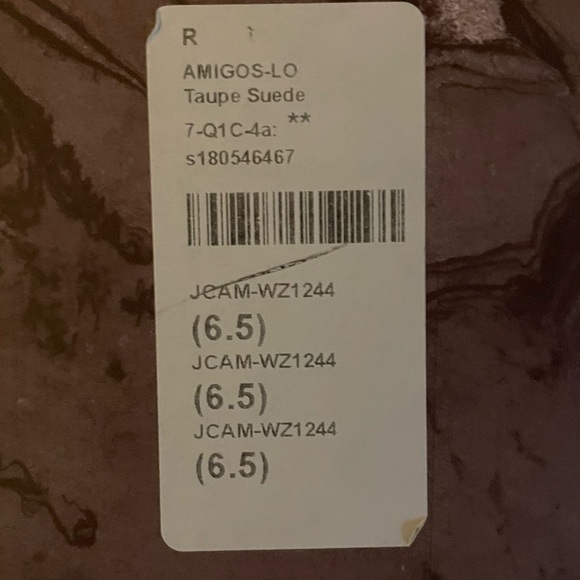 R
AMIGOS-LO
Taupe Suede
7-Q1C-4a: **
s180546467
JCAM-WZ1244
(6.5)
JCAM-WZ1244
(6.5)
JCAM-WZ1244
(6.5)